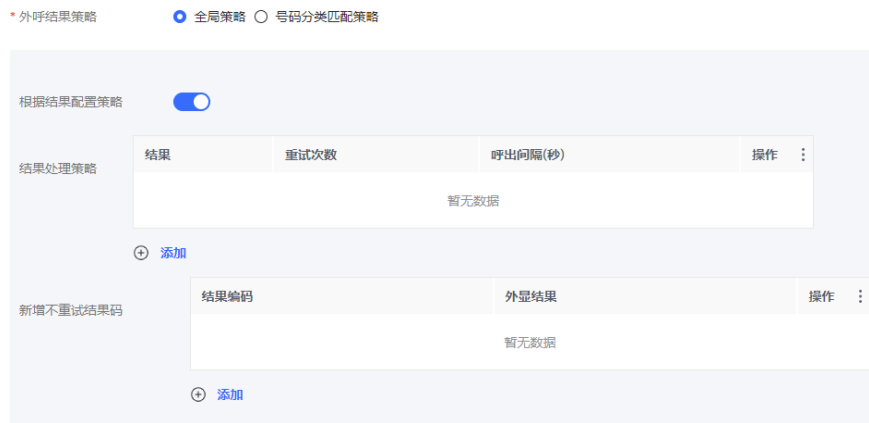 * 外呼结果策略 全局策略 号码分类匹配策略
根据结果配置策略
结果处理策略
结果 重试次数 呼出间隔(秒) 操作
暂无数据
添加
新增不重试结果码
结果编码 外显结果 操作
暂无数据
添加